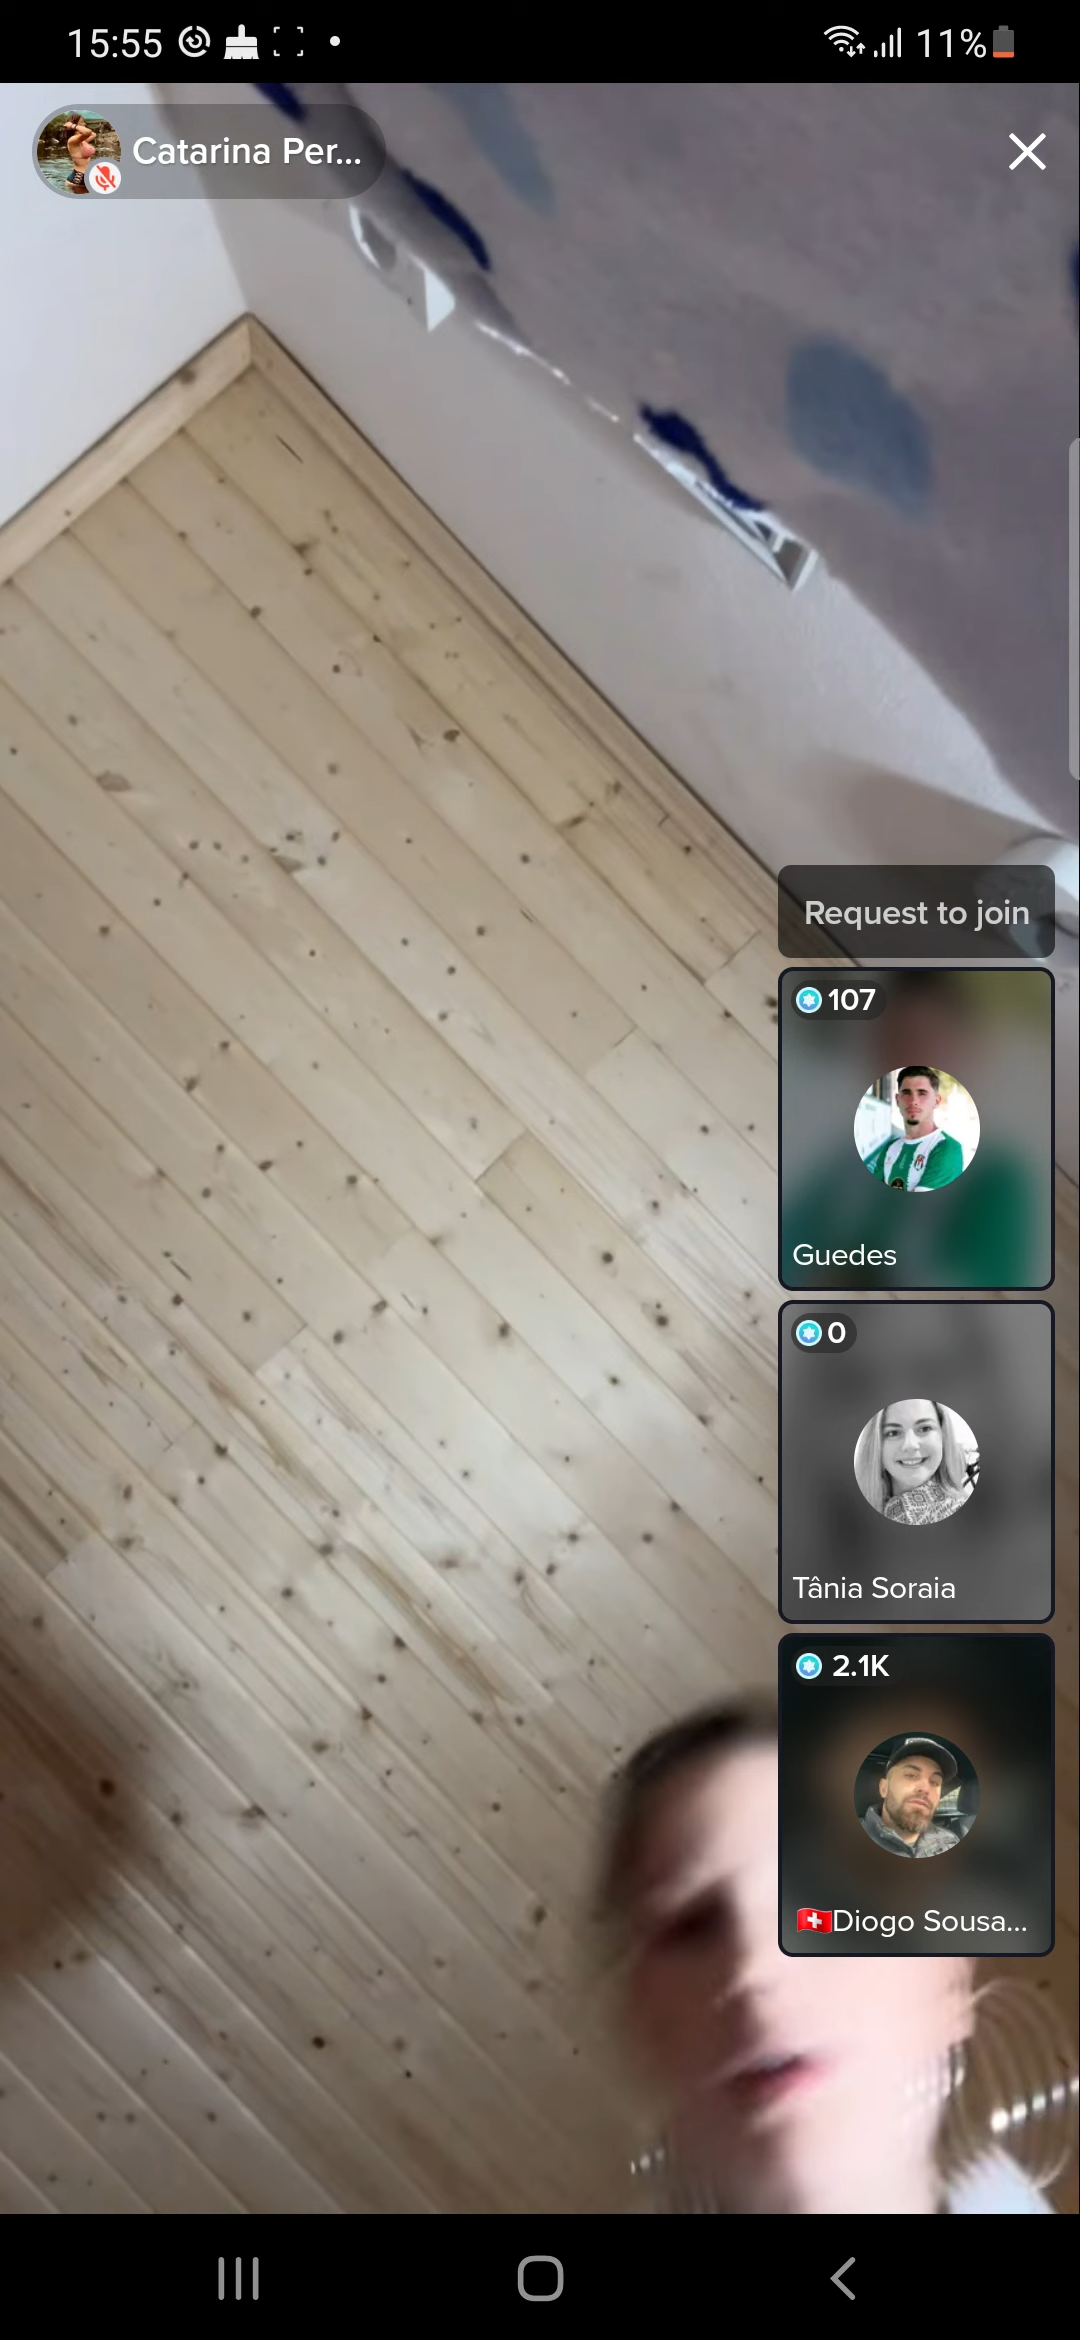 15:55
11%
Catarina Per...
Request to join
107
Guedes
0
Tânia Soraia
2.1K
🇨🇭Diogo Sousa...